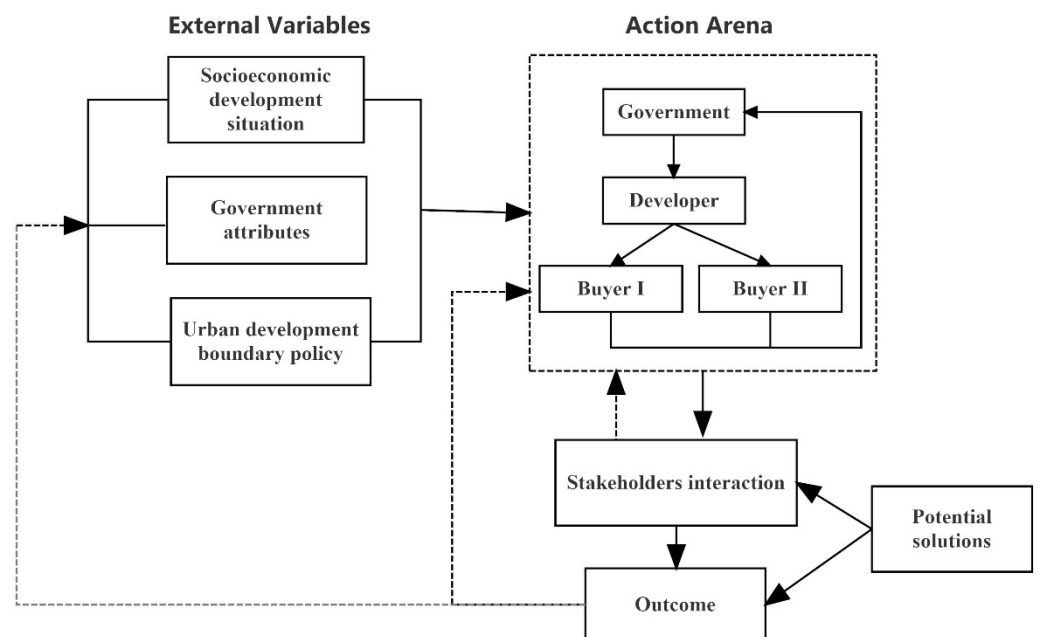 External Variables
Socioeconomic
development
situation
Government
attributes
Urban development
boundary policy
Action Arena
Government
Developer
Buyer I
Buyer II
Stakeholders interaction
Potential
solutions
Outcome